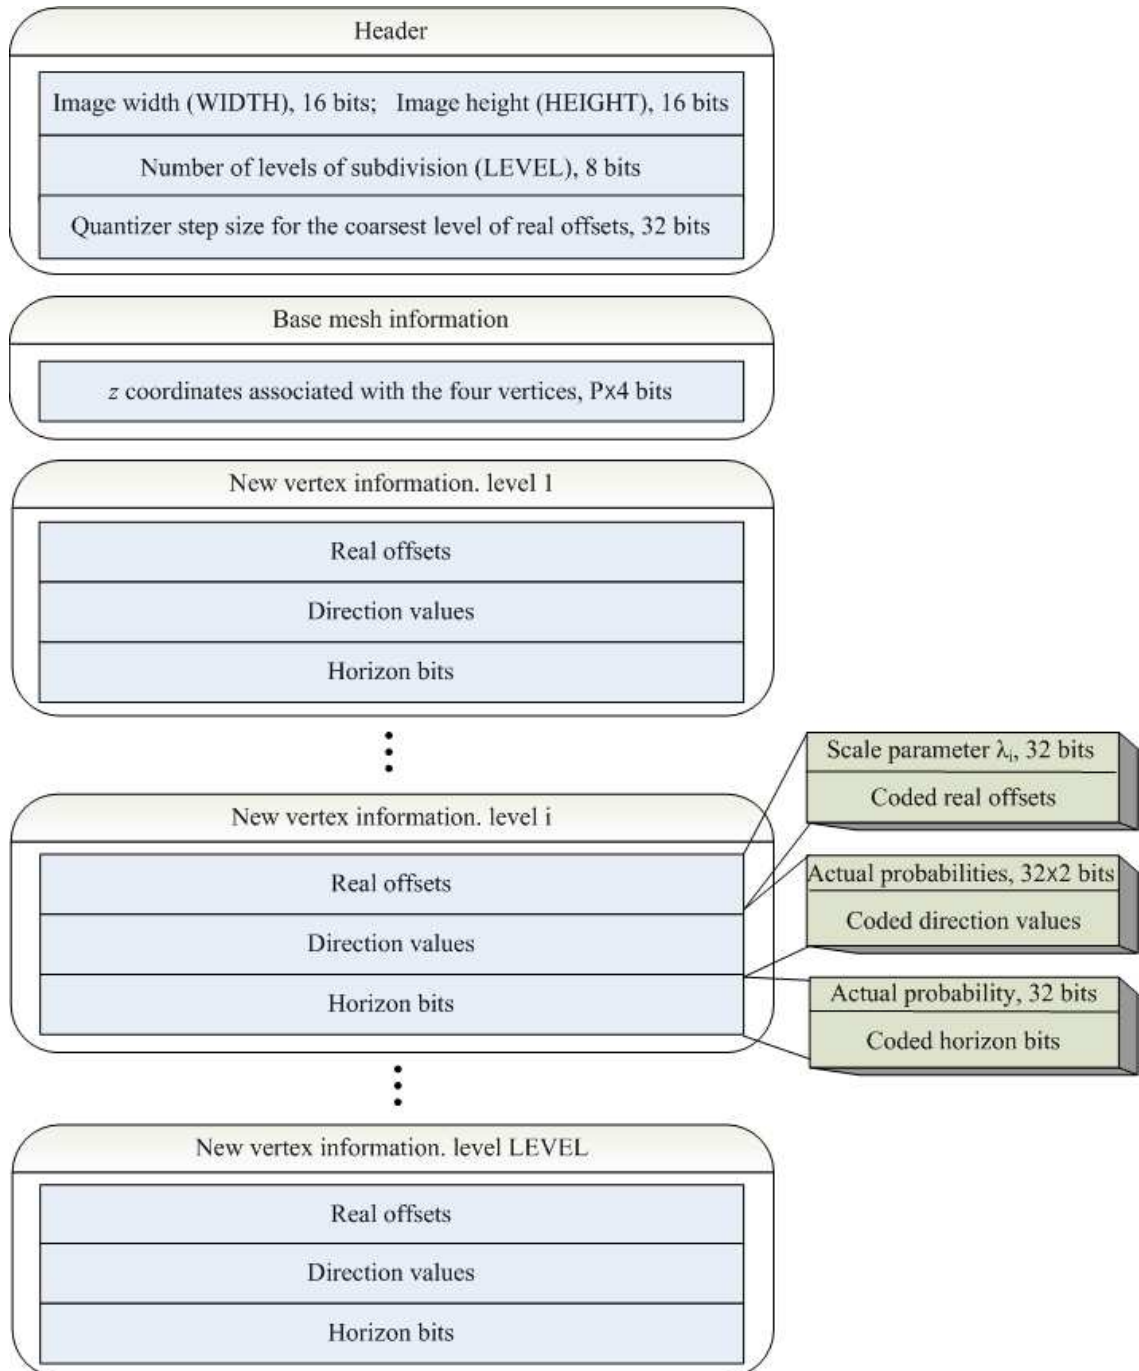 Header
Image width (WIDTH), 16 bits; Image height (HEIGHT), 16 bits
Number of levels of subdivision (LEVEL), 8 bits
Quantizer step size for the coarsest level of real offsets, 32 bits
Base mesh information
z coordinates associated with the four vertices, P×4 bits
New vertex information. level 1
Real offsets
Direction values
Horizon bits
New vertex information. level i
Real offsets
Direction values
Horizon bits
Scale parameter λi, 32 bits
Coded real offsets
Actual probabilities, 32×2 bits
Coded direction values
Actual probability, 32 bits
Coded horizon bits
New vertex information. level LEVEL
Real offsets
Direction values
Horizon bits